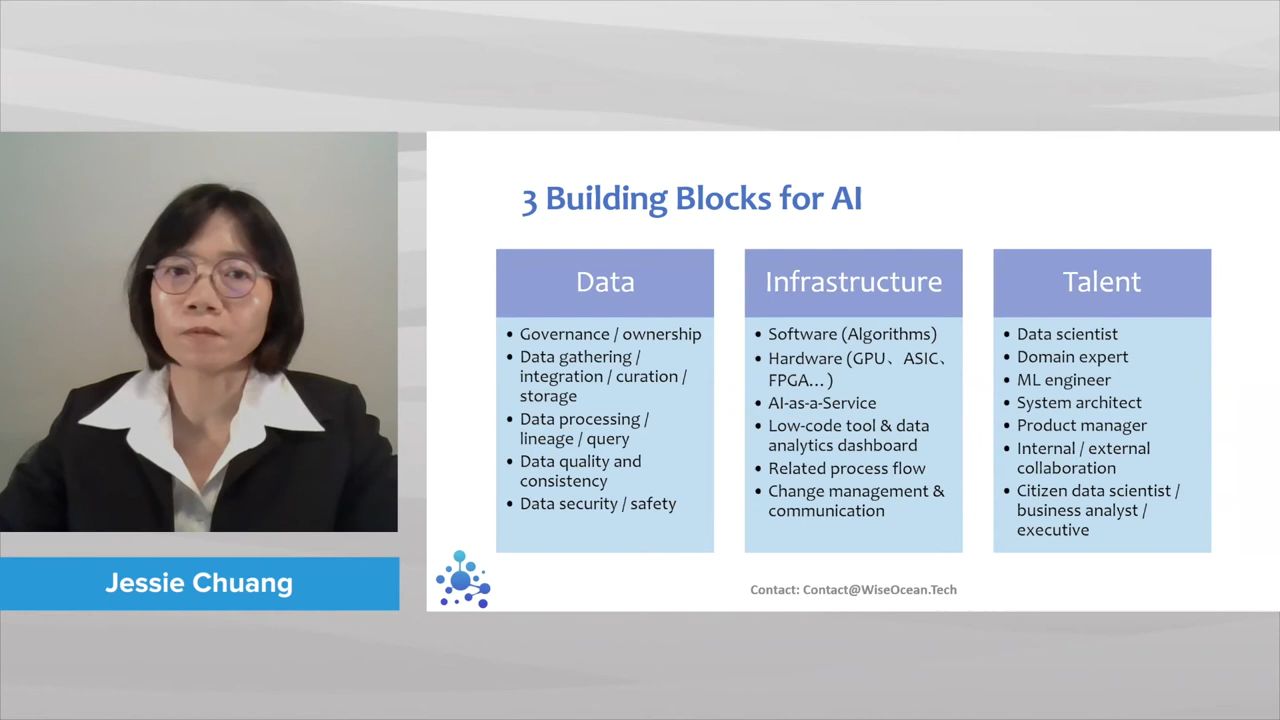 3 Building Blocks for AI
Data
• Governance / ownership
• Data gathering /
integration / curation /
storage
• Data processing /
lineage / query
• Data quality and
consistency
• Data security / safety
Infrastructure
• Software (Algorithms)
• Hardware (GPU、ASIC、
FPGA…)
• AI-as-a-Service
• Low-code tool & data
analytics dashboard
• Related process flow
• Change management &
communication
Talent
• Data scientist
• Domain expert
• ML engineer
• System architect
• Product manager
• Internal / external
collaboration
• Citizen data scientist /
business analyst /
executive
Jessie Chuang
Contact: Contact@WiseOcean.Tech